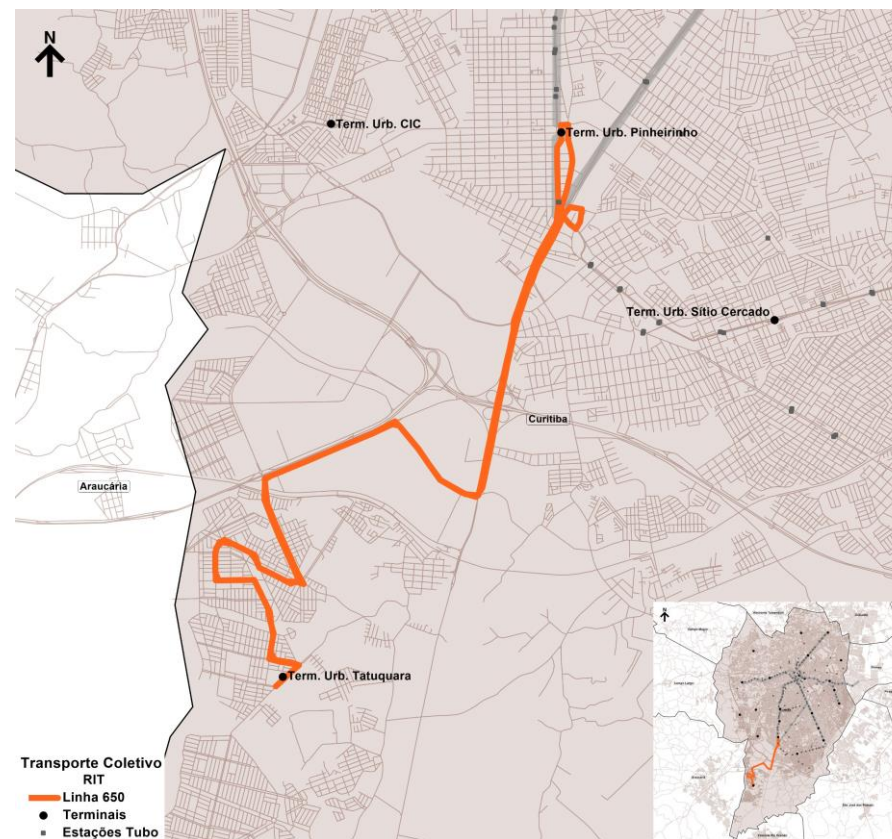 N
Term. Urb. CIC
Term. Urb. Pinheirinho
Term. Urb. Sítio Cercado
Curitiba
Araucária
Term. Urb. Tatuquara
Transporte Coletivo
RIT
Linha 650
Terminais
Estações Tubo
N